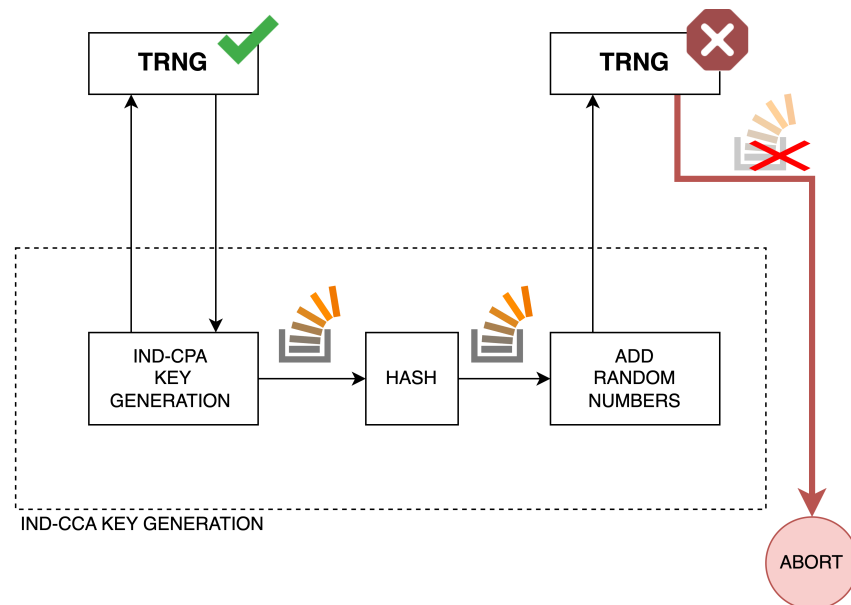 TRNG
TRNG
IND-CPA
KEY
GENERATION
HASH
ADD
RANDOM
NUMBERS
IND-CCA KEY GENERATION
ABORT